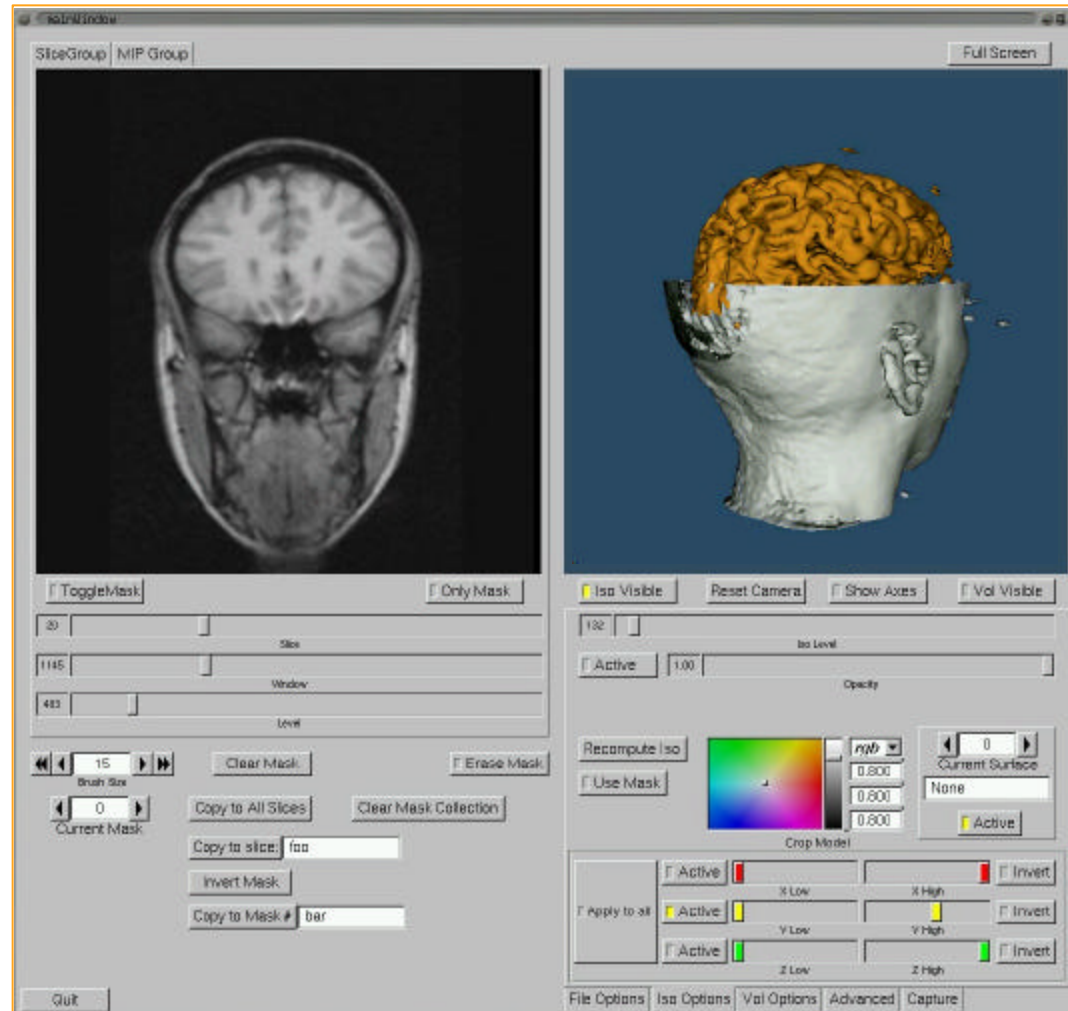 mainWindow
SliceGroup MIP Group
Full Screen
ToggleMask
Only Mask
20
Slice
1145
Window
483
Level
15
Brush Size
Clear Mask
Erase Mask
0
Current Mask
Copy to All Slices
Clear Mask Collection
Copy to slice: foo
Invert Mask
Copy to Mask # bar
Quit
Iso Visible
Reset Camera
Show Axes
Vol Visible
132
Iso Level
Active
1.00
Opacity
Recompute Iso
Use Mask
rgb
0.800
0.800
0.800
0
Current Surface
None
Active
Crop Model
Apply to all
Active
X Low
X High
Invert
Active
Y Low
Y High
Invert
Active
Z Low
Z High
Invert
File Options Iso Options Vol Options Advanced Capture